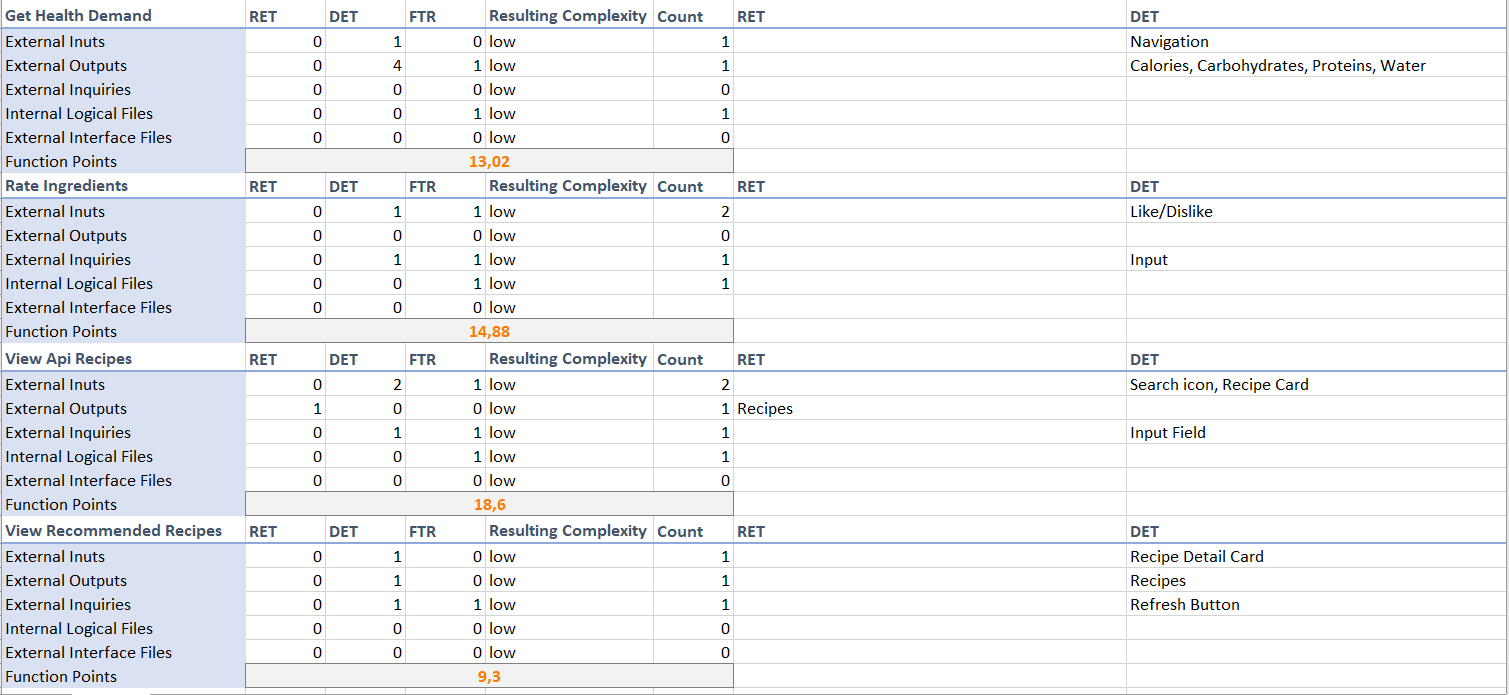 Get Health Demand RET DET FTR Resulting Complexity Count RET DET
External Inuts 0 1 0 low 1 Navigation
External Outputs 0 4 1 low 1 Calories, Carbohydrates, Proteins, Water
External Inquiries 0 0 0 low 0
Internal Logical Files 0 0 1 low 1
External Interface Files 0 0 0 low 0
Function Points 13,02
Rate Ingredients RET DET FTR Resulting Complexity Count RET DET
External Inuts 0 1 1 low 2 Like/Dislike
External Outputs 0 0 0 low 0
External Inquiries 0 1 1 low 1 Input
Internal Logical Files 0 0 1 low 1
External Interface Files 0 0 0 low
Function Points 14,88
View Api Recipes RET DET FTR Resulting Complexity Count RET DET
External Inuts 0 2 1 low 2 Search icon, Recipe Card
External Outputs 1 0 0 low 1 Recipes
External Inquiries 0 1 1 low 1 Input Field
Internal Logical Files 0 0 1 low 1
External Interface Files 0 0 0 low 0
Function Points 18,6
View Recommended Recipes RET DET FTR Resulting Complexity Count RET DET
External Inuts 0 1 0 low 1 Recipe Detail Card
External Outputs 0 1 0 low 1 Recipes
External Inquiries 0 1 1 low 1 Refresh Button
Internal Logical Files 0 0 0 low 0
External Interface Files 0 0 0 low 0
Function Points 9,3